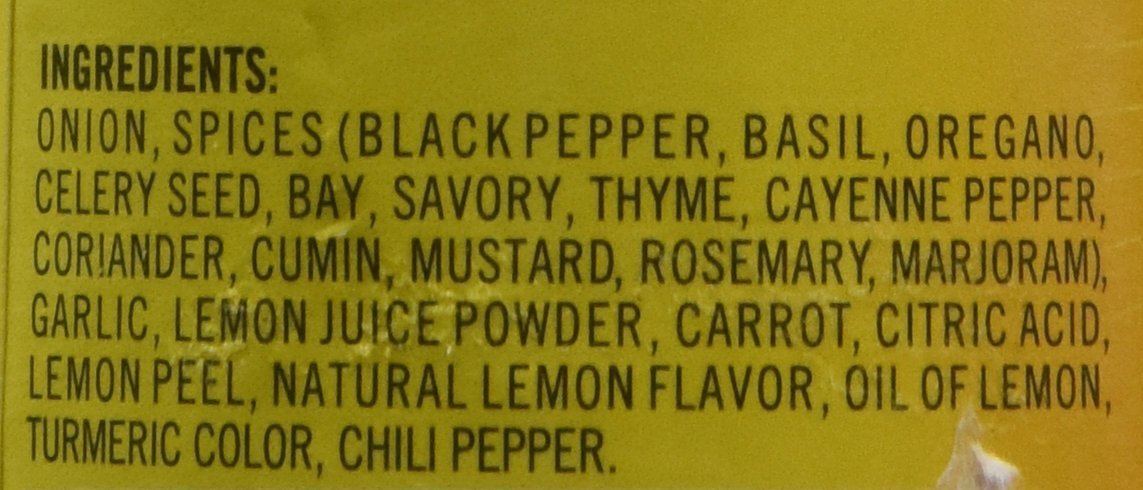 INGREDIENTS:
ONION, SPICES (BLACK PEPPER, BASIL, OREGANO,
CELERY SEED, BAY, SAVORY, THYME, CAYENNE PEPPER,
CORIANDER, CUMIN, MUSTARD, ROSEMARY, MARJORAM),
GARLIC, LEMON JUICE POWDER, CARROT, CITRIC ACID,
LEMON PEEL, NATURAL LEMON FLAVOR, OIL OF LEMON,
TURMERIC COLOR, CHILI PEPPER.